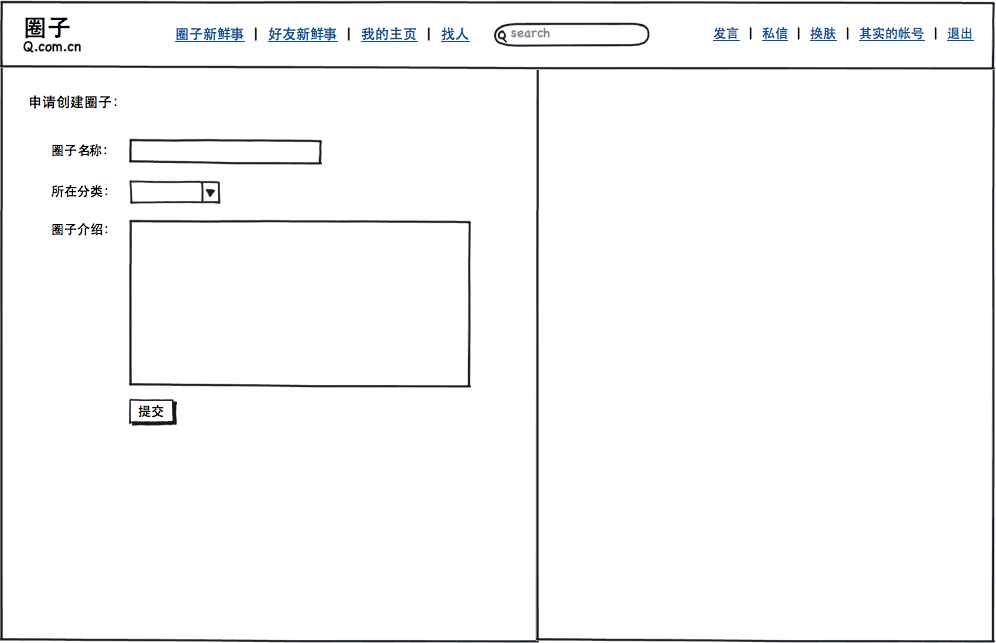 圈子
Q.com.cn
圈子新鲜事 | 好友新鲜事 | 我的主页 | 找人
search
发言 | 私信 | 换肤 | 其实的帐号 | 退出
申请创建圈子：
圈子名称：
所在分类：
圈子介绍：
提交